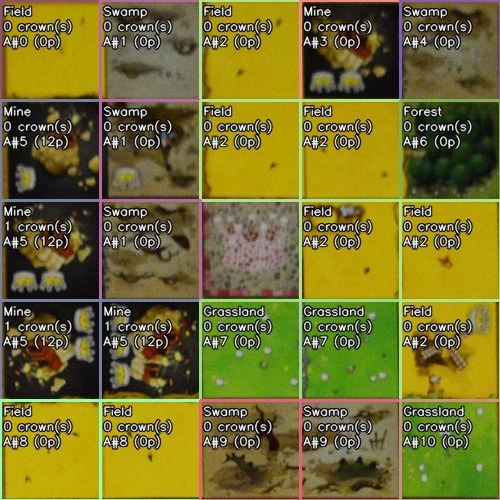 Field
0 crown(s)
A#0 (0p)
Swamp
0 crown(s)
A#1 (0p)
Field
0 crown(s)
A#2 (0p)
Mine
0 crown(s)
A#3 (0p)
Swamp
0 crown(s)
A#4 (0p)
Mine
0 crown(s)
A#5 (12p)
Swamp
0 crown(s)
A#1 (0p)
Field
0 crown(s)
A#2 (0p)
Field
0 crown(s)
A#2 (0p)
Forest
0 crown(s)
A#6 (0p)
Mine
1 crown(s)
A#5 (12p)
Swamp
0 crown(s)
A#1 (0p)
Field
0 crown(s)
A#2 (0p)
Field
0 crown(s)
A#2 (0p)
Mine
1 crown(s)
A#5 (12p)
Mine
1 crown(s)
A#5 (12p)
Grassland
0 crown(s)
A#7 (0p)
Grassland
0 crown(s)
A#7 (0p)
Field
0 crown(s)
A#2 (0p)
Field
0 crown(s)
A#8 (0p)
Field
0 crown(s)
A#8 (0p)
Swamp
0 crown(s)
A#9 (0p)
Swamp
0 crown(s)
A#9 (0p)
Grassland
0 crown(s)
A#10 (0p)